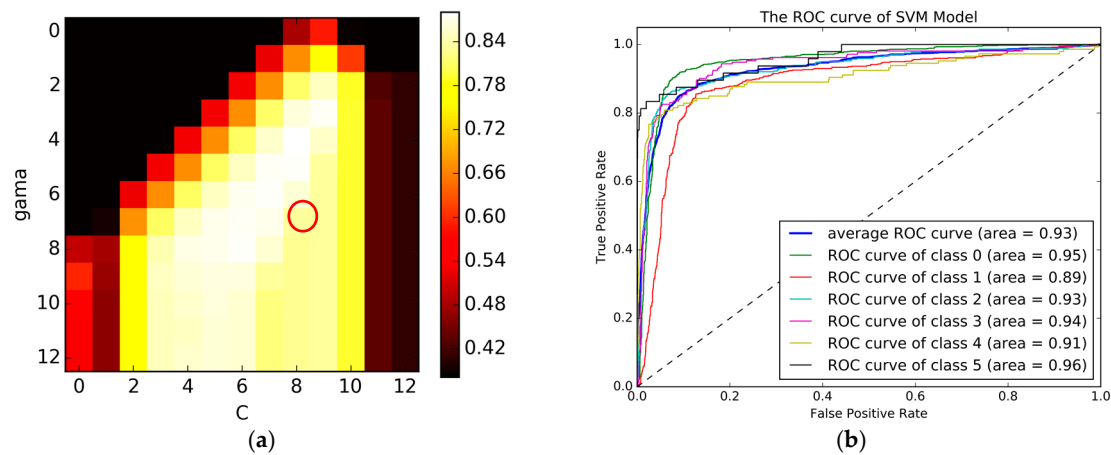 0
2
4
6
8
10
12
gama
0 2 4 6 8 10 12
C
0.84
0.78
0.72
0.66
0.60
0.54
0.48
0.42
(a)
The ROC curve of SVM Model
True Positive Rate
1.0
0.8
0.6
0.4
0.2
0.0
average ROC curve (area = 0.93)
ROC curve of class 0 (area = 0.95)
ROC curve of class 1 (area = 0.89)
ROC curve of class 2 (area = 0.93)
ROC curve of class 3 (area = 0.94)
ROC curve of class 4 (area = 0.91)
ROC curve of class 5 (area = 0.96)
0.0 0.2 0.4 0.6 0.8 1.0
False Positive Rate
(b)